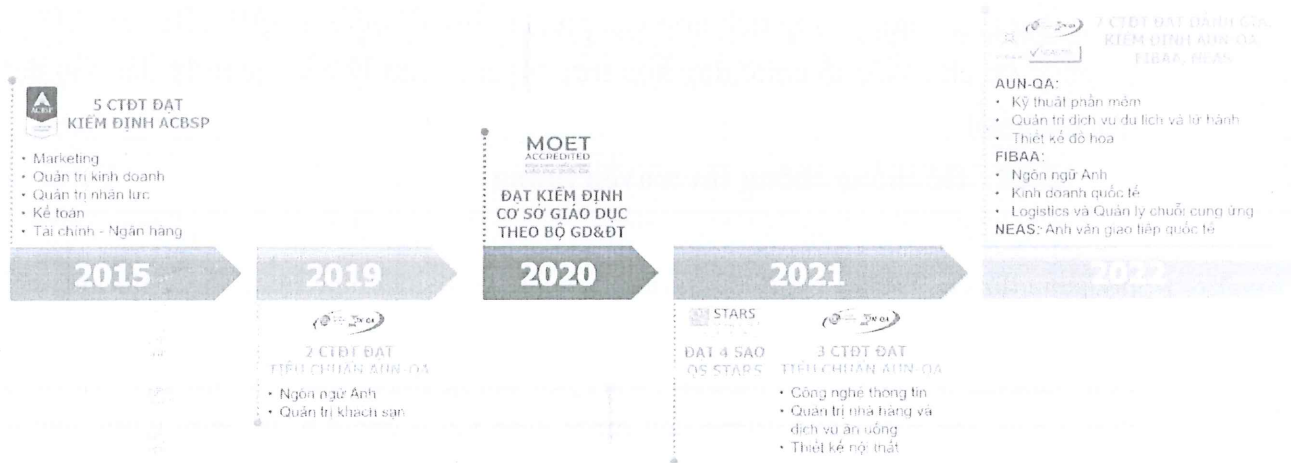 7 CTĐT ĐẠT ĐÁNH GIÁ,
KIỂM ĐỊNH AUN-QA,
FIBAA, NEAS
AUN-QA:
• Kỹ thuật phần mềm
• Quản trị dịch vụ du lịch và lữ hành
• Thiết kế đồ họa
FIBAA:
• Ngôn ngữ Anh
• Kinh doanh quốc tế
• Logistics và Quản lý chuỗi cung ứng
NEAS: Anh văn giao tiếp quốc tế
ACBSP
5 CTĐT ĐẠT
KIỂM ĐỊNH ACBSP
• Marketing
• Quản trị kinh doanh
• Quản trị nhân lực
• Kế toán
• Tài chính - Ngân hàng
MOET
ACCREDITED
ĐẠT KIỂM ĐỊNH
CƠ SỞ GIÁO DỤC
THEO BỘ GD&ĐT
2015
2019
2020
2021
2 CTĐT ĐẠT
TIÊU CHUẨN AUN-QA
• Ngôn ngữ Anh
• Quản trị khách sạn
STARS
ĐẠT 4 SAO
QS STARS
3 CTĐT ĐẠT
TIÊU CHUẨN AUN-QA
• Công nghệ thông tin
• Quản trị nhà hàng và
dịch vụ ăn uống
• Thiết kế nội thất